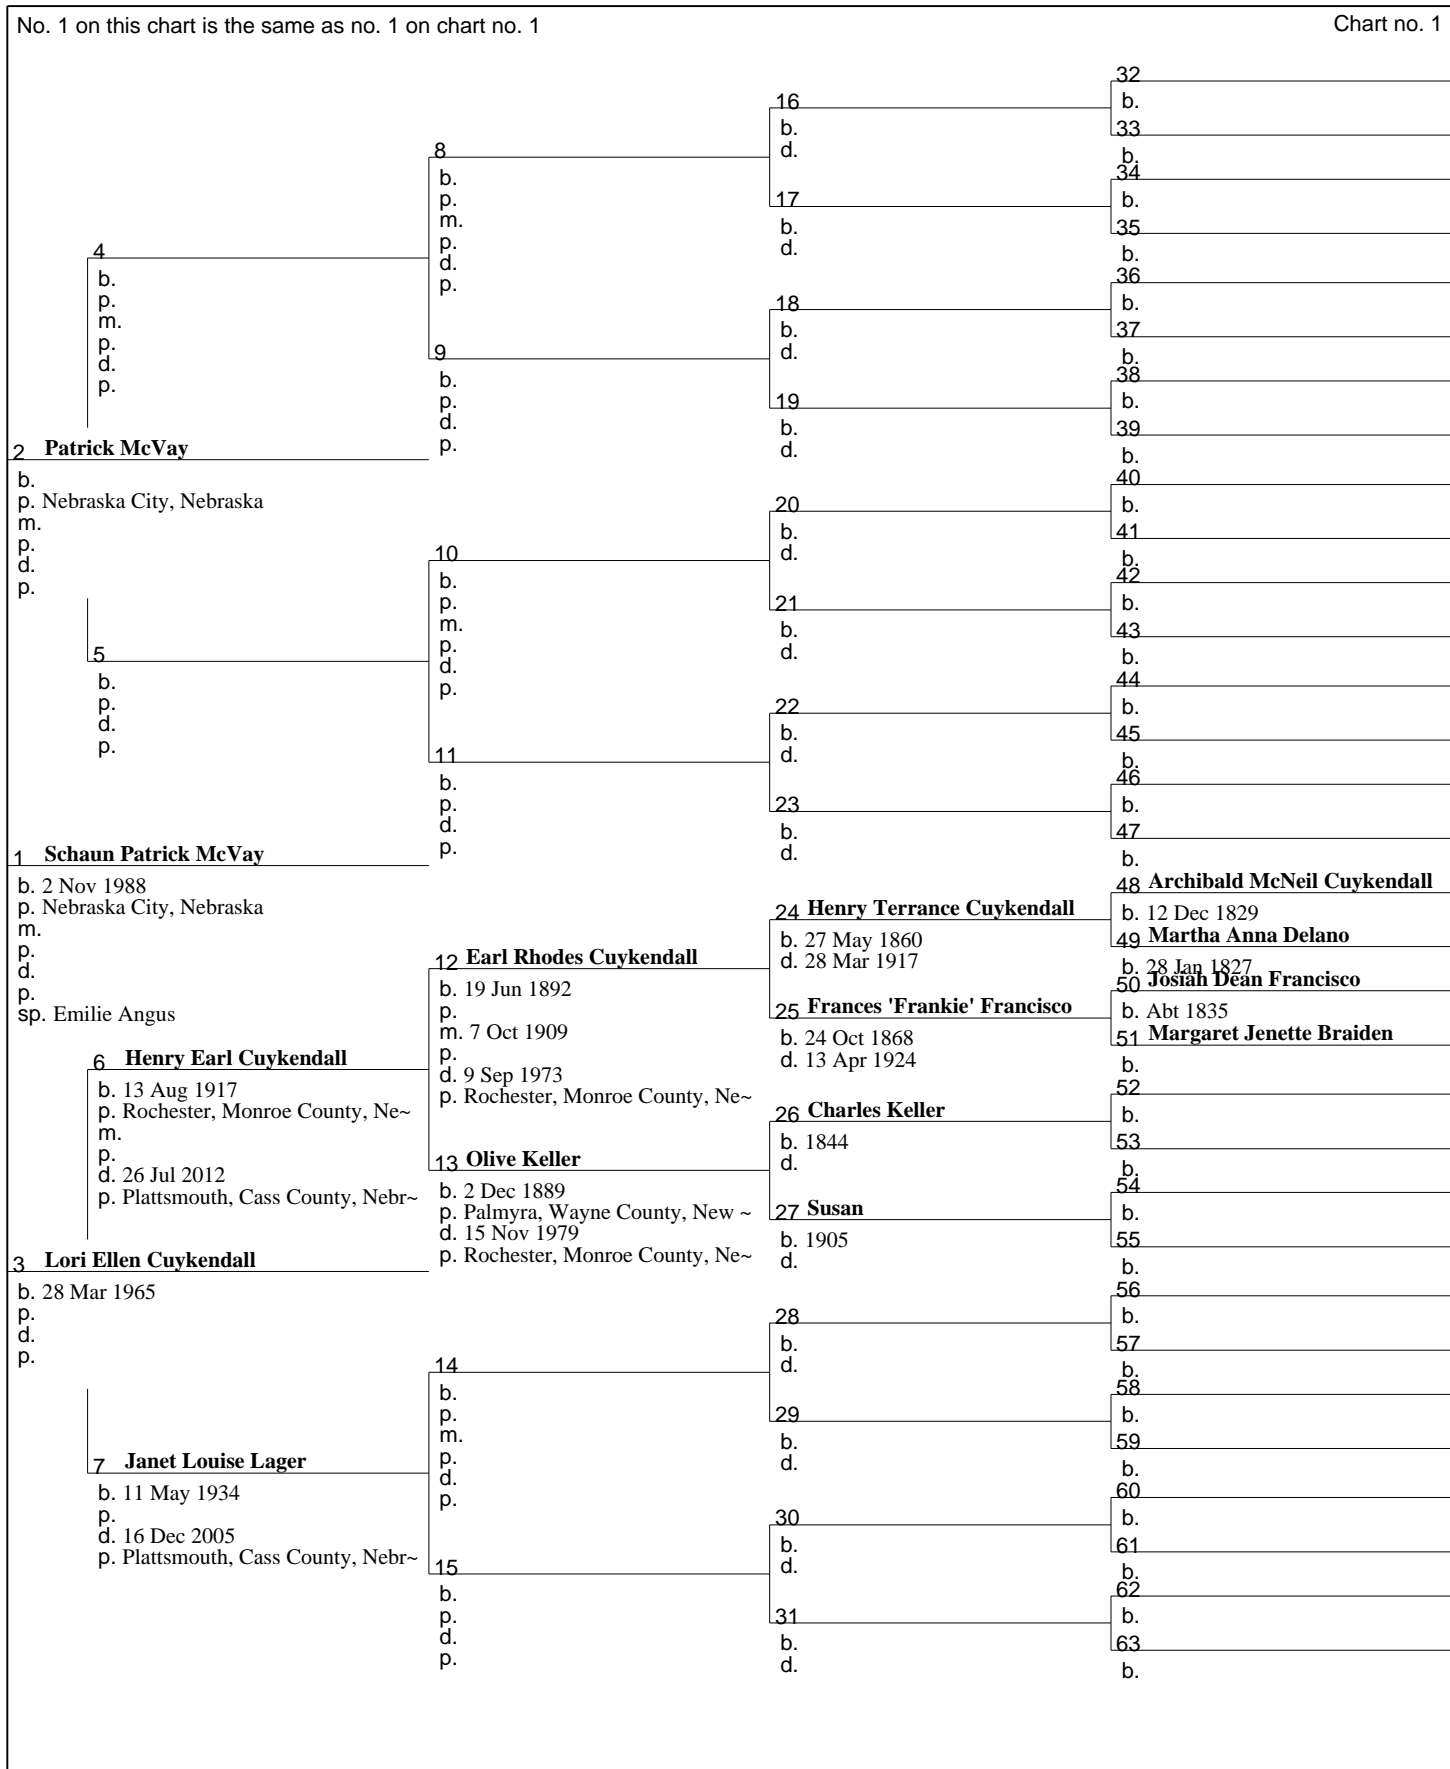 No. 1 on this chart is the same as no. 1 on chart no. 1
Chart no. 1
2 Patrick McVay
b.
p. Nebraska City, Nebraska
m.
p.
d.
p.
4
b.
p.
m.
p.
d.
p.
5
b.
p.
d.
p.
1 Schaun Patrick McVay
b. 2 Nov 1988
p. Nebraska City, Nebraska
m.
p.
d.
p.
sp. Emilie Angus
6 Henry Earl Cuykendall
b. 13 Aug 1917
p. Rochester, Monroe County, Ne~
m.
p.
d. 26 Jul 2012
p. Plattsmouth, Cass County, Nebr~
3 Lori Ellen Cuykendall
b. 28 Mar 1965
p.
d.
p.
7 Janet Louise Lager
b. 11 May 1934
p.
d. 16 Dec 2005
p. Plattsmouth, Cass County, Nebr~
8
b.
p.
m.
p.
d.
p.
9
b.
p.
d.
p.
10
b.
p.
m.
p.
d.
p.
11
b.
p.
d.
p.
12 Earl Rhodes Cuykendall
b. 19 Jun 1892
p.
m. 7 Oct 1909
p.
d. 9 Sep 1973
p. Rochester, Monroe County, Ne~
13 Olive Keller
b. 2 Dec 1889
p. Palmyra, Wayne County, New ~
d. 15 Nov 1979
p. Rochester, Monroe County, Ne~
14
b.
p.
m.
p.
d.
p.
15
b.
p.
d.
p.
16
b.
d.
17
b.
d.
18
b.
d.
19
b.
d.
20
b.
d.
21
b.
d.
22
b.
d.
23
b.
d.
24 Henry Terrance Cuykendall
b. 27 May 1860
d. 28 Mar 1917
25 Frances 'Frankie' Francisco
b. 24 Oct 1868
d. 13 Apr 1924
26 Charles Keller
b. 1844
d.
27 Susan
b. 1905
d.
28
b.
d.
29
b.
d.
30
b.
d.
31
b.
d.
32
b.
33
b.
34
b.
35
b.
36
b.
37
b.
38
b.
39
b.
40
b.
41
b.
42
b.
43
b.
44
b.
45
b.
46
b.
47
b.
48 Archibald McNeil Cuykendall
b. 12 Dec 1829
49 Martha Anna Delano
b. 28 Jan 1827
50 Josiah Dean Francisco
b. Abt 1835
51 Margaret Jenette Braiden
b.
52
b.
53
b.
54
b.
55
b.
56
b.
57
b.
58
b.
59
b.
60
b.
61
b.
62
b.
63
b.